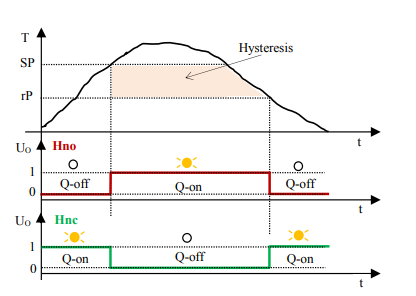 T
Hysteresis
SP
rP
t
Uo Hno
1
Q-off Q-on Q-off
0
t
Uo Hnc
1
Q-on Q-off Q-on
0
t